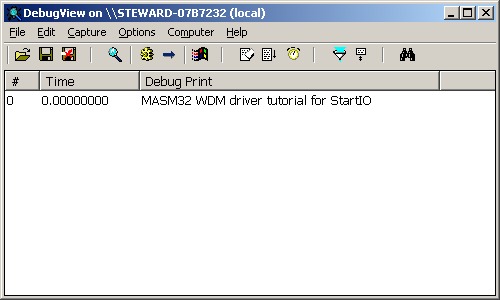 DebugView on \\STEWARD-07B7232 (local)
File Edit Capture Options Computer Help
# Time Debug Print
0 0.00000000 MASM32 WDM driver tutorial for StartIO